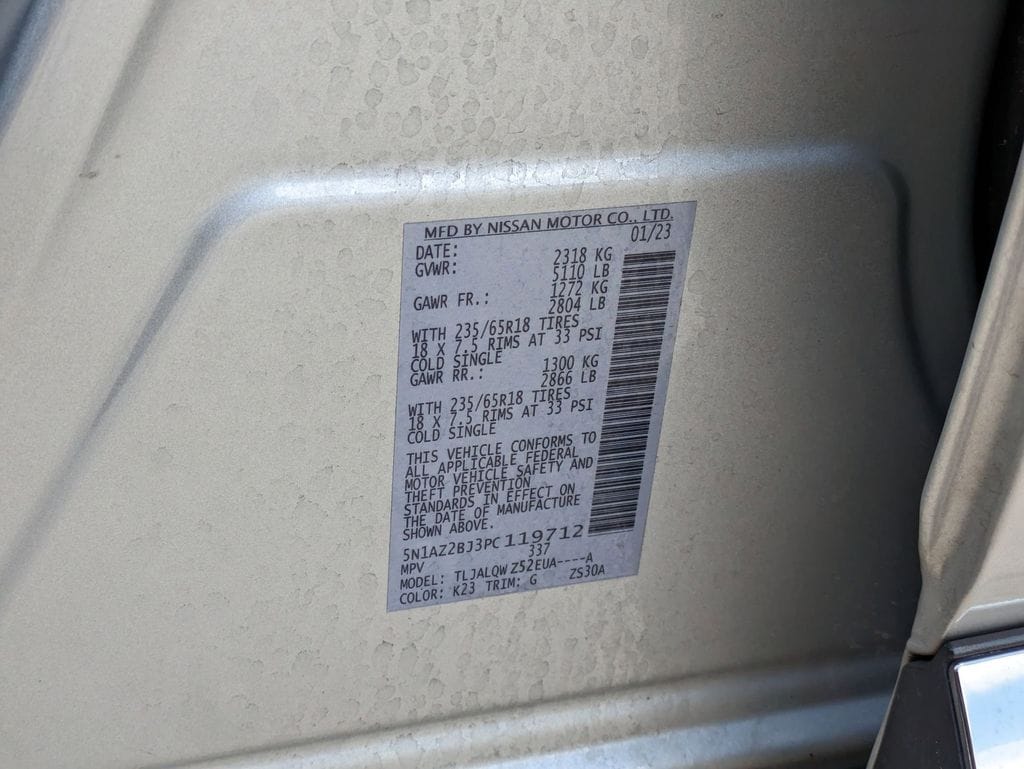 MFD BY NISSAN MOTOR CO., LTD.
DATE: 01/23
GVWR: 2318 KG
5110 LB
GAWR FR.: 1272 KG
2804 LB
WITH 235/65R18 TIRES
18 X 7.5 RIMS AT 33 PSI
COLD SINGLE
GAWR RR.: 1300 KG
2866 LB
WITH 235/65R18 TIRES
18 X 7.5 RIMS AT 33 PSI
COLD SINGLE
THIS VEHICLE CONFORMS TO
ALL APPLICABLE FEDERAL
MOTOR VEHICLE SAFETY AND
THEFT PREVENTION
STANDARDS IN EFFECT ON
THE DATE OF MANUFACTURE
SHOWN ABOVE.
5N1AZ2BJ3PC119712
MPV 337
MODEL: TLJALQWZ52EUA----A
COLOR: K23 TRIM: G ZS30A